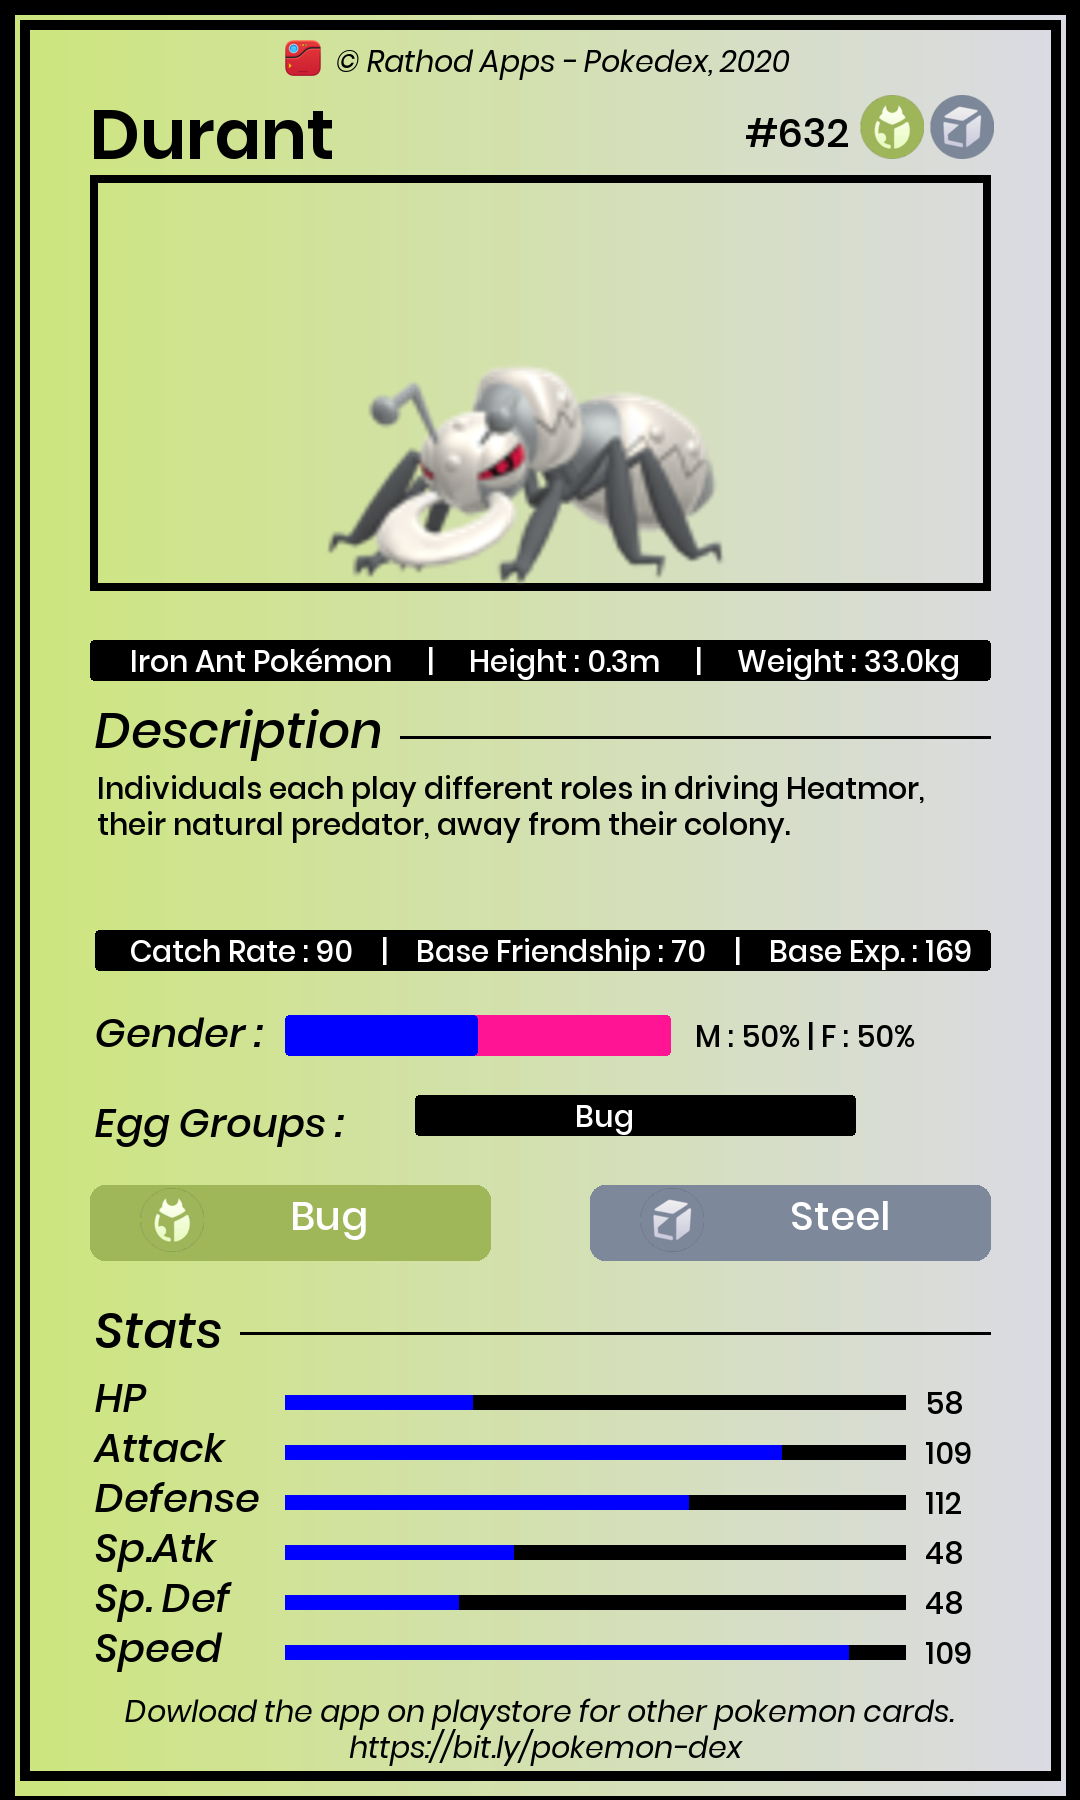 © Rathod Apps - Pokedex, 2020
Durant #632
Iron Ant Pokémon | Height : 0.3m | Weight : 33.0kg
Description
Individuals each play different roles in driving Heatmor,
their natural predator, away from their colony.
Catch Rate : 90 | Base Friendship : 70 | Base Exp. : 169
Gender : M : 50% | F : 50%
Egg Groups : Bug
Bug Steel
Stats
HP 58
Attack 109
Defense 112
Sp.Atk 48
Sp. Def 48
Speed 109
Dowload the app on playstore for other pokemon cards.
https://bit.ly/pokemon-dex